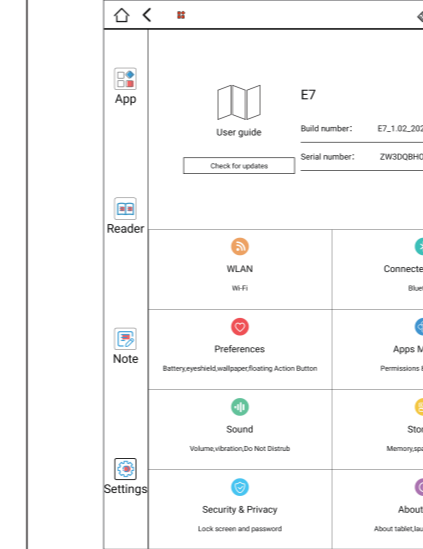 App
Reader
Note
Settings
User guide
Check for updates
E7
Build number: E7_1.02_202
Serial number: ZW3DQBH0
WLAN
Wi-Fi
Connecte
Bluet
Preferences
Battery,eyeshield,wallpaper,floating Action Button
Apps M
Permissions
Sound
Volume,vibration,Do Not Distrub
Stor
Memory,spa
Security & Privacy
Lock screen and password
About
About tablet,lau